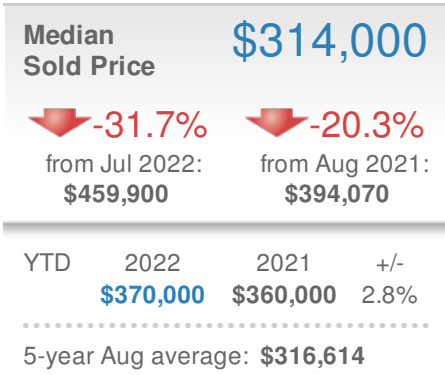 Median
Sold Price
$314,000
-31.7%
-20.3%
from Jul 2022:
from Aug 2021:
$459,900
$394,070
YTD 2022 2021 +/-
$370,000 $360,000 2.8%
5-year Aug average: $316,614